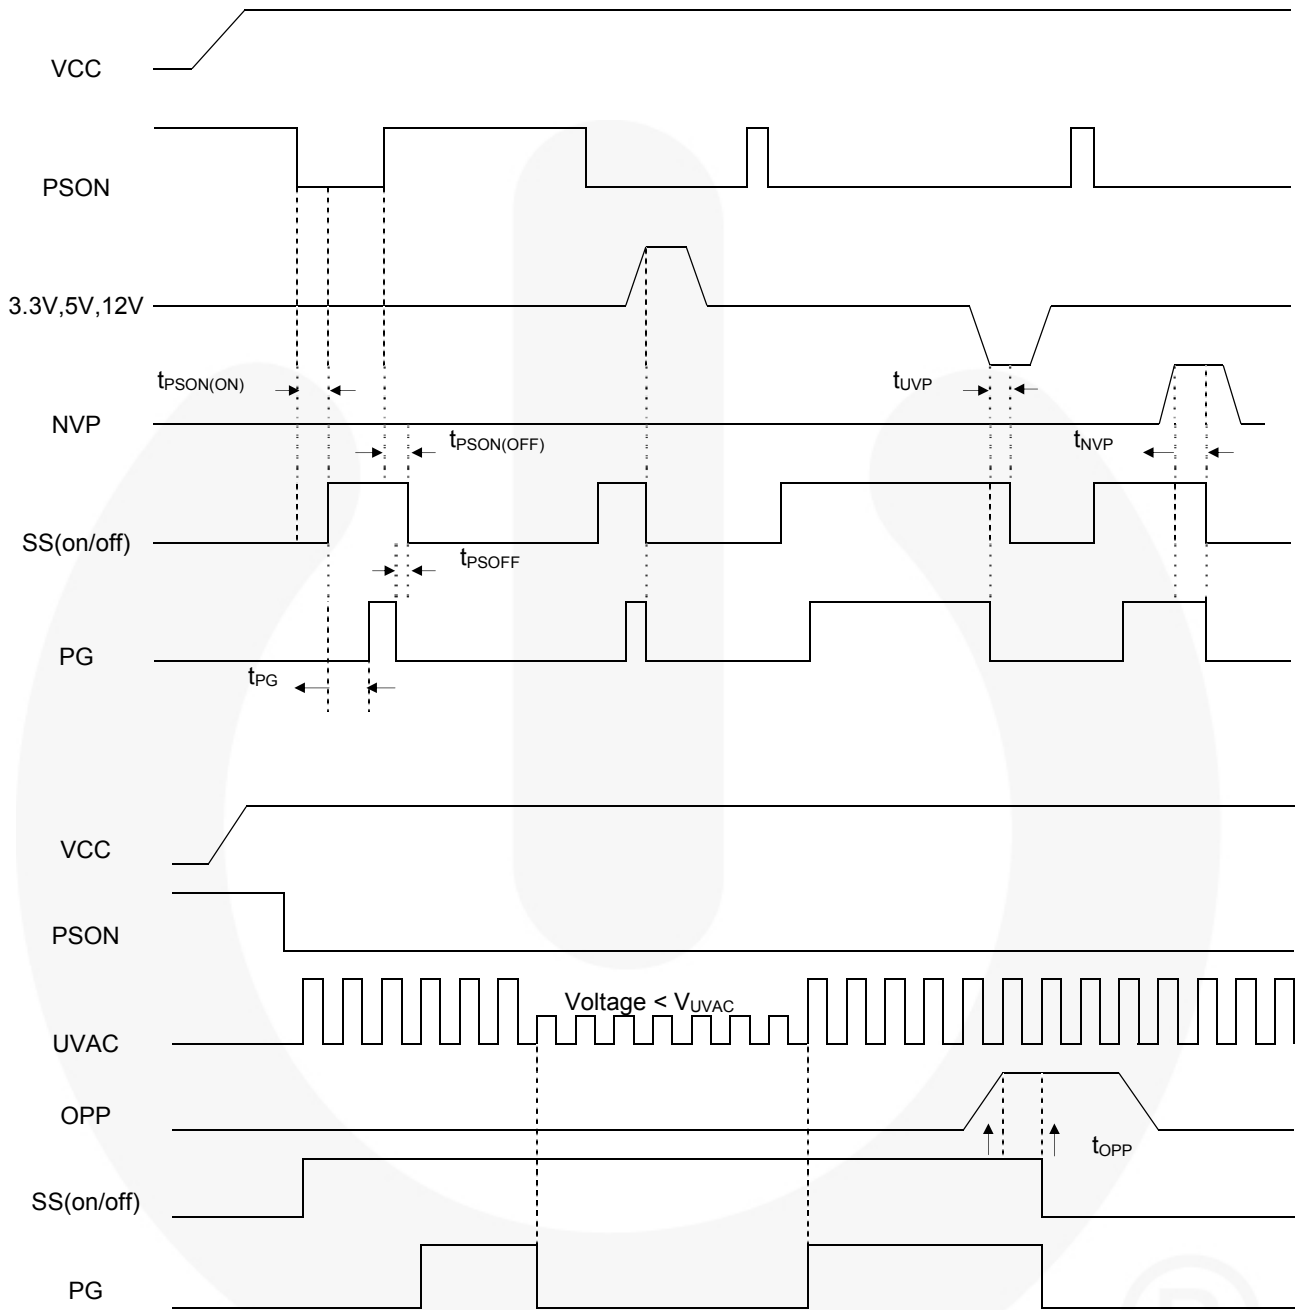 VCC
PSON
3.3V,5V,12V
tPSON(ON)
tUVP
NVP
tPSON(OFF)
tNVP
SS(on/off)
tPSOFF
PG
tPG
VCC
PSON
Voltage < VUVAC
UVAC
OPP
tOPP
SS(on/off)
PG
®